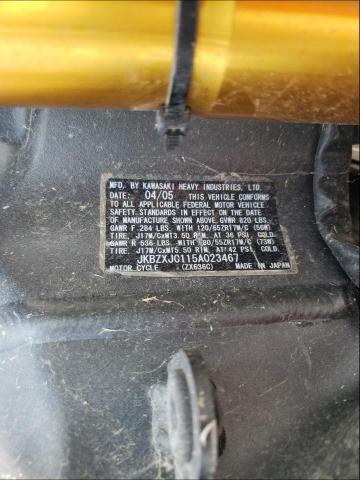 MFD. BY KAWASAKI HEAVY INDUSTRIES, LTD.
DATE: 04/05 THIS VEHICLE CONFORMS
TO ALL APPLICABLE FEDERAL MOTOR VEHICLE
SAFETY STANDARDS IN EFFECT ON THE DATE
OF MANUFACTURE SHOWN ABOVE. GVWR 820 LBS.
GAWR F 284 LBS. WITH 120/65ZR17M/C (56W)
TIRE, J17M/CxMT3.50 RIM, AT 36 PSI COLD.
GAWR R 536 LBS. WITH 180/55ZR17M/C (73W)
TIRE, J17M/CxMT5.50 RIM, AT 42 PSI COLD.
JKBZXJC115A023467
MOTOR CYCLE (ZX636C) MADE IN JAPAN